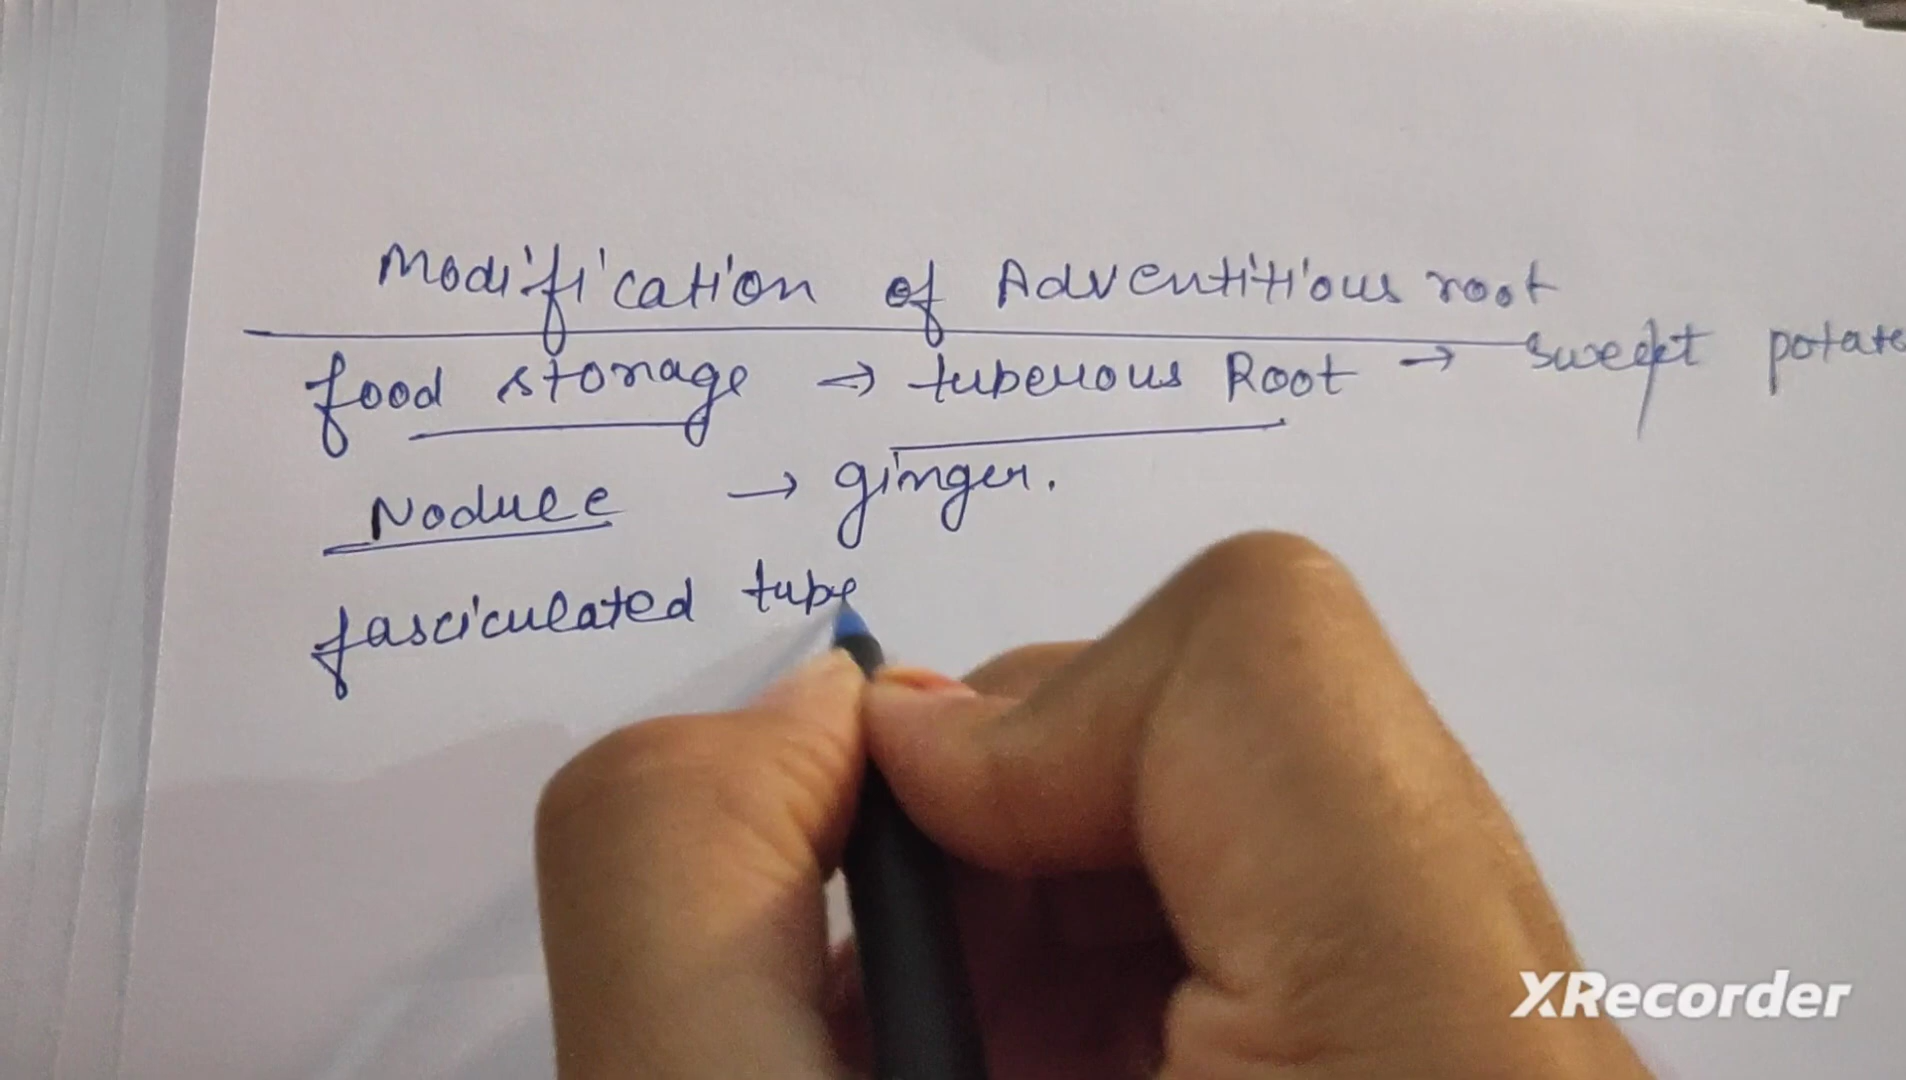 Modification of Adventitious root
food storage → tuberous Root → sweet potato
Nodule → ginger.
fasciculated tube
XRecorder